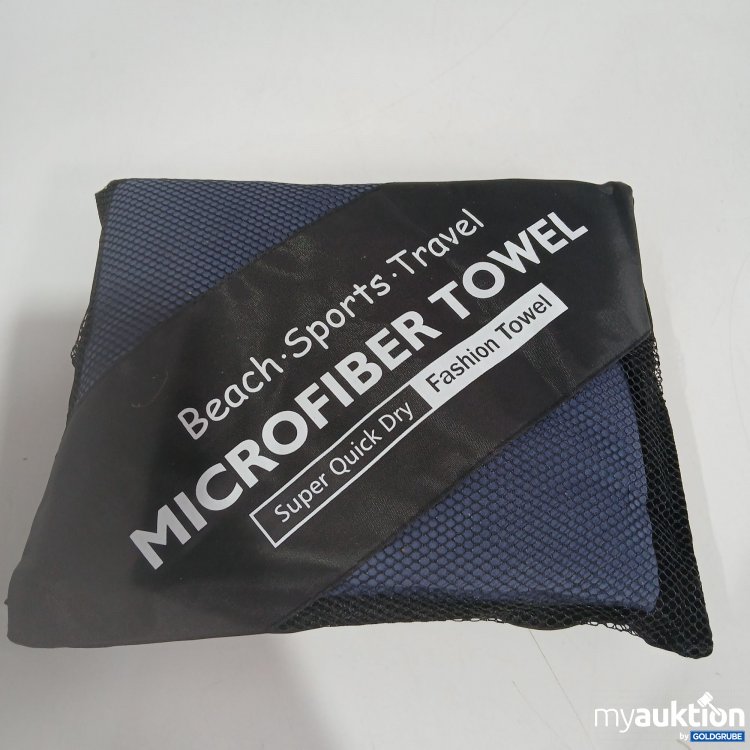 Beach·Sports·Travel
MICROFIBER TOWEL
Super Quick Dry Fashion Towel
myauktion
by GOLDGRUBE